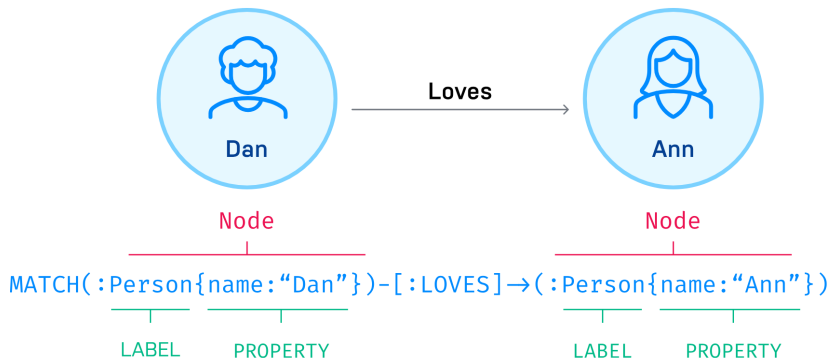 Loves
Dan
Ann
Node
Node
MATCH(:Person{name:“Dan”})-[:LOVES]→(:Person{name:“Ann”})
LABEL
PROPERTY
LABEL
PROPERTY